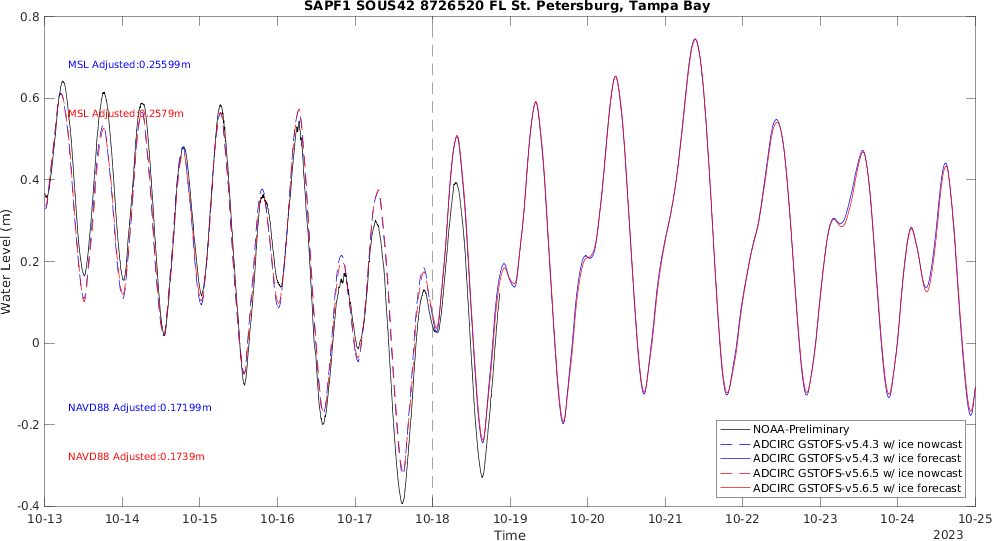 SAPF1 SOUS42 8726520 FL St. Petersburg, Tampa Bay
0.8
0.6
0.4
0.2
0
-0.2
-0.4
Water Level (m)
MSL Adjusted:0.25599m
MSL Adjusted:0.2579m
NAVD88 Adjusted:0.17199m
NAVD88 Adjusted:0.1739m
NOAA-Preliminary
ADCIRC GSTOFS-v5.4.3 w/ ice nowcast
ADCIRC GSTOFS-v5.4.3 w/ ice forecast
ADCIRC GSTOFS-v5.6.5 w/ ice nowcast
ADCIRC GSTOFS-v5.6.5 w/ ice forecast
10-13 10-14 10-15 10-16 10-17 10-18 10-19 10-20 10-21 10-22 10-23 10-24 10-25
Time
2023